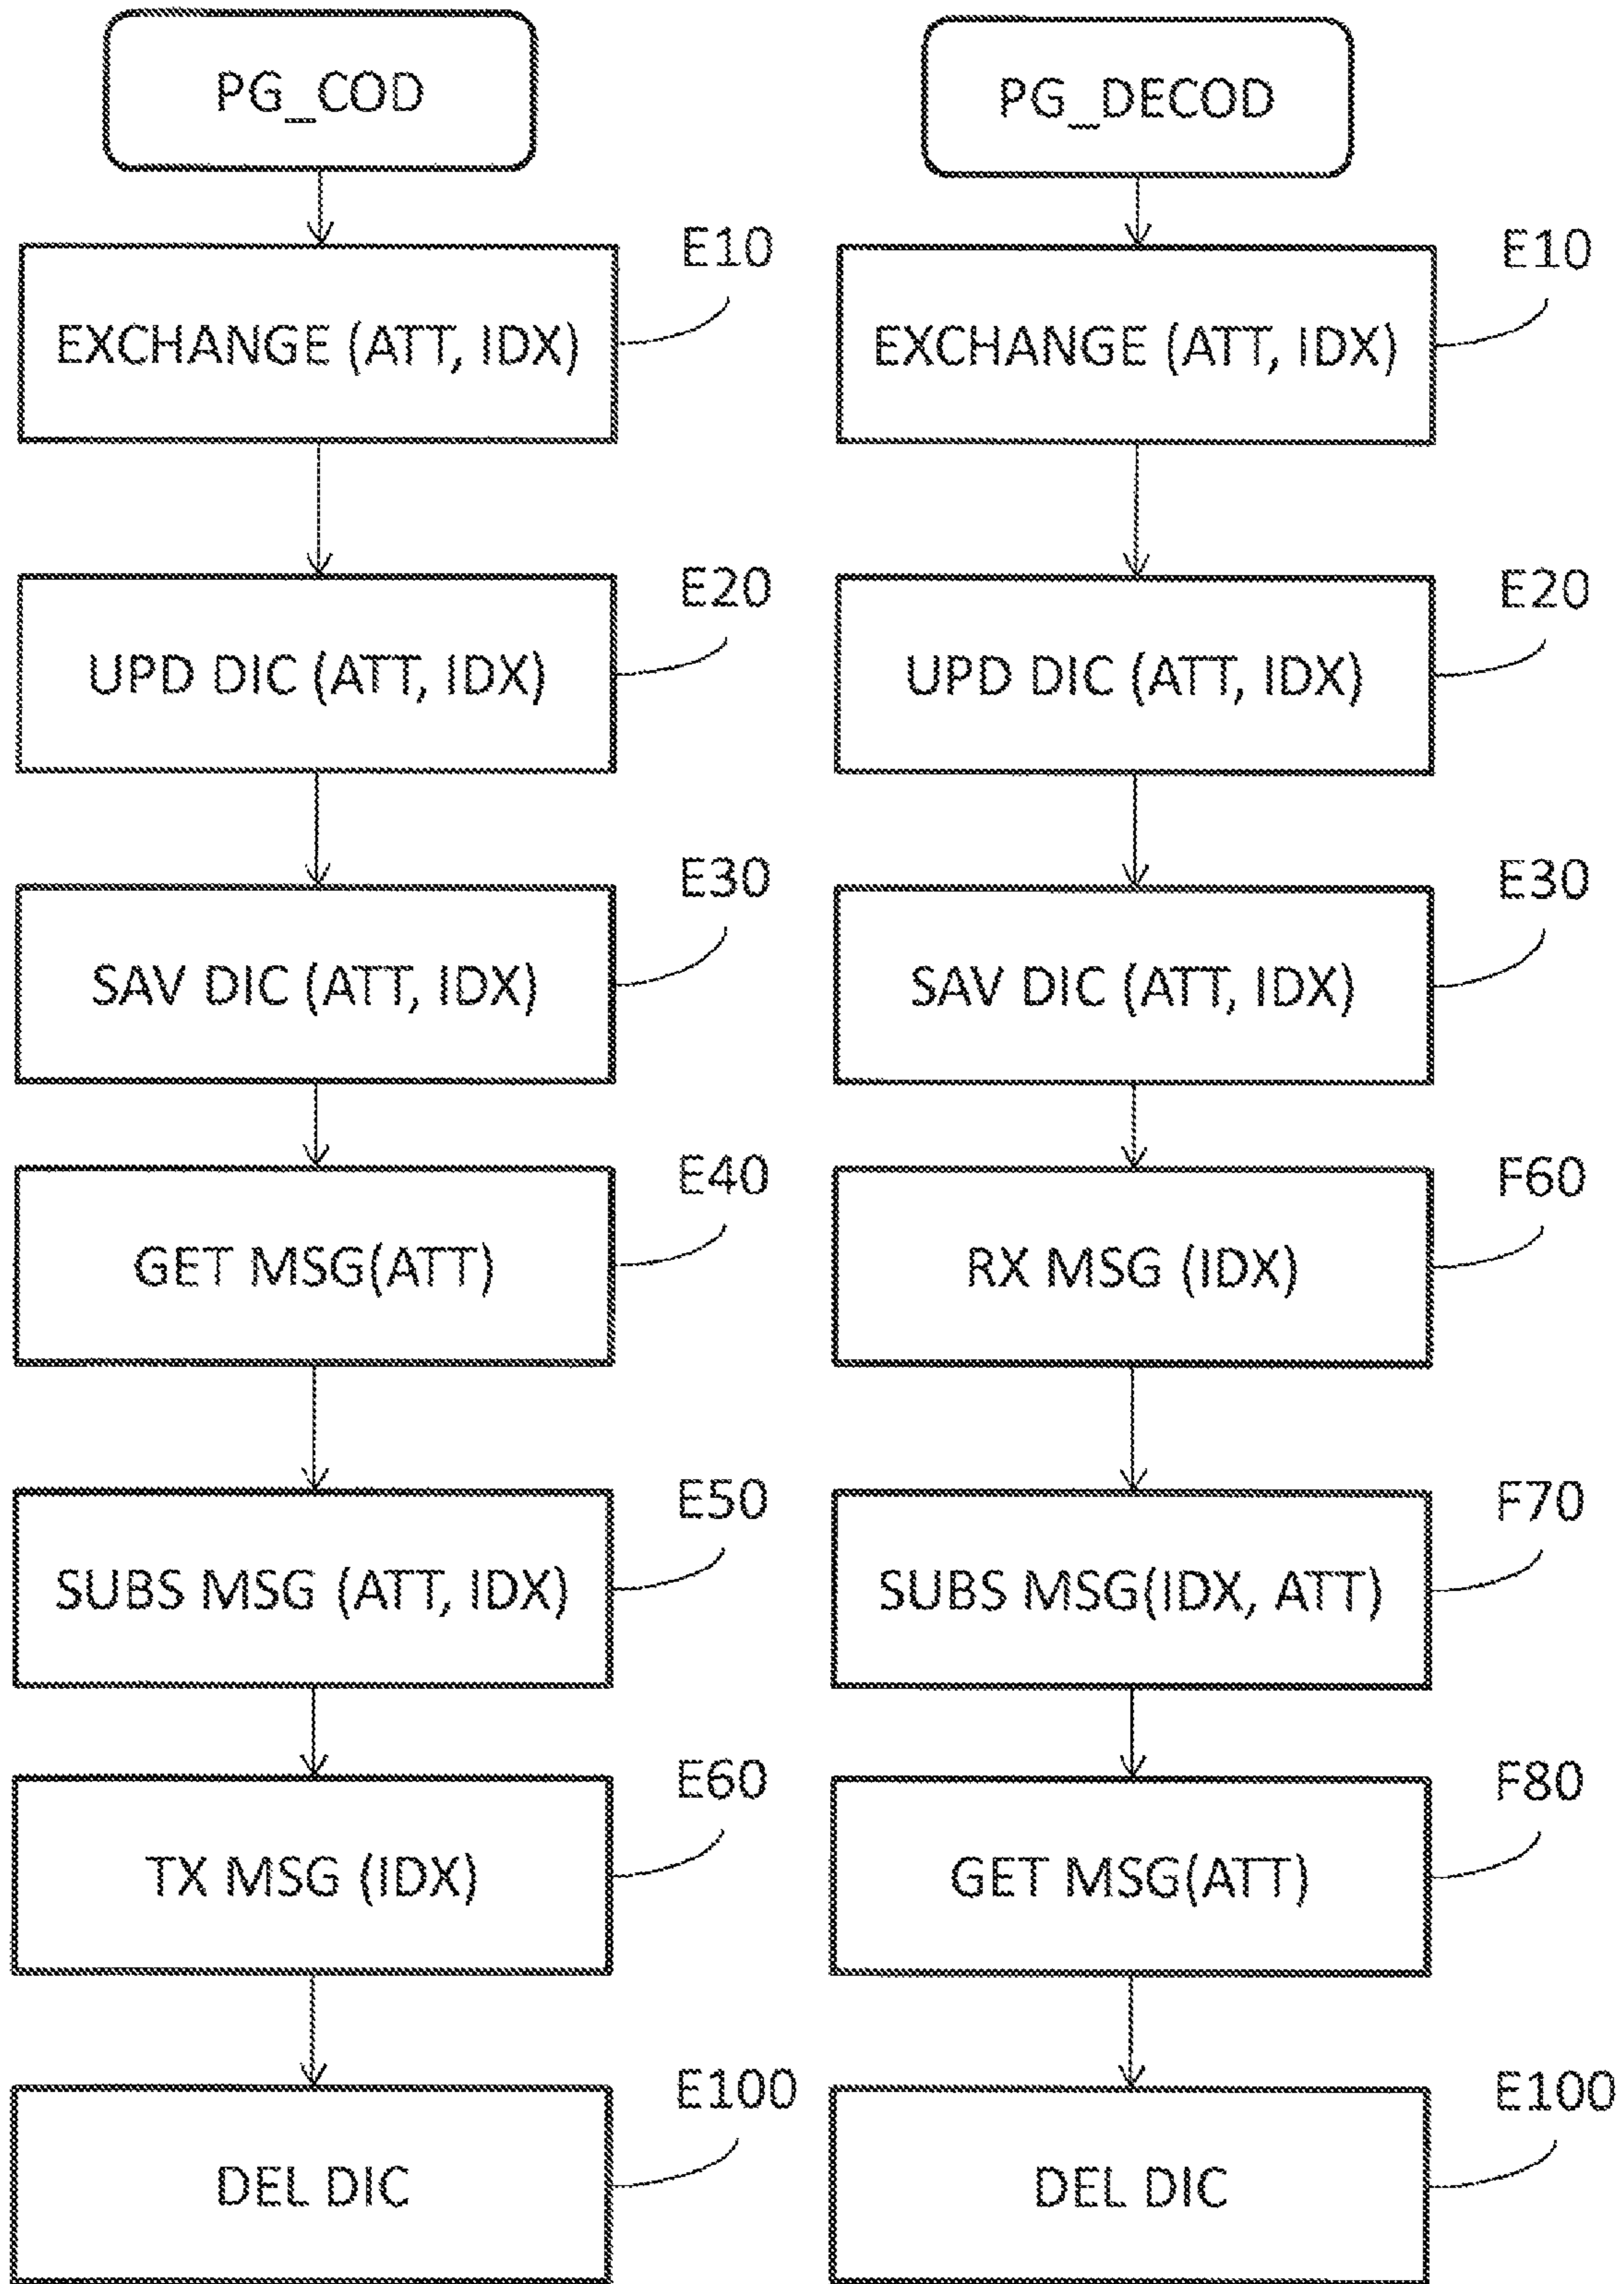 PG_COD
E10
EXCHANGE (ATT, IDX)
E20
UPD DIC (ATT, IDX)
E30
SAV DIC (ATT, IDX)
E40
GET MSG(ATT)
E50
SUBS MSG (ATT, IDX)
E60
TX MSG (IDX)
E100
DEL DIC
PG_DECOD
E10
EXCHANGE (ATT, IDX)
E20
UPD DIC (ATT, IDX)
E30
SAV DIC (ATT, IDX)
F60
RX MSG (IDX)
F70
SUBS MSG(IDX, ATT)
F80
GET MSG(ATT)
E100
DEL DIC